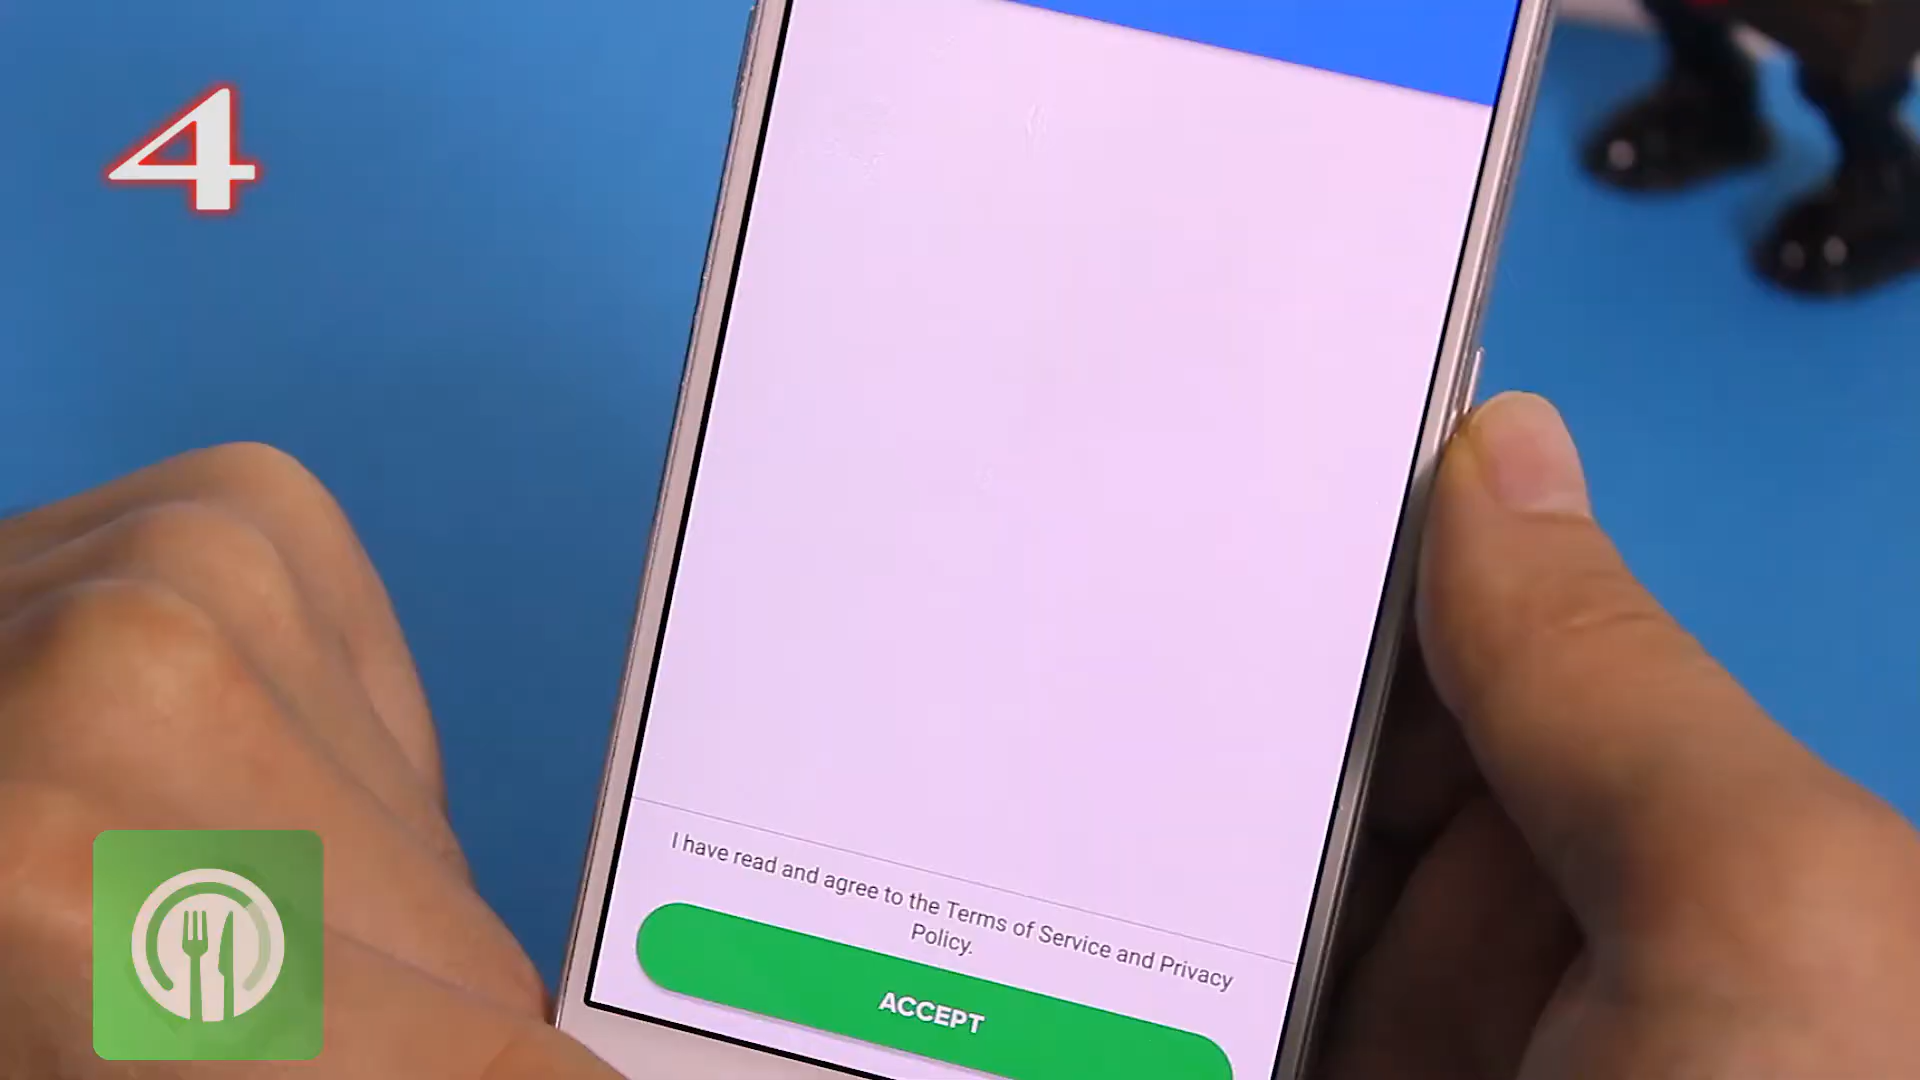 4
I have read and agree to the Terms of Service and Privacy
Policy.
ACCEPT